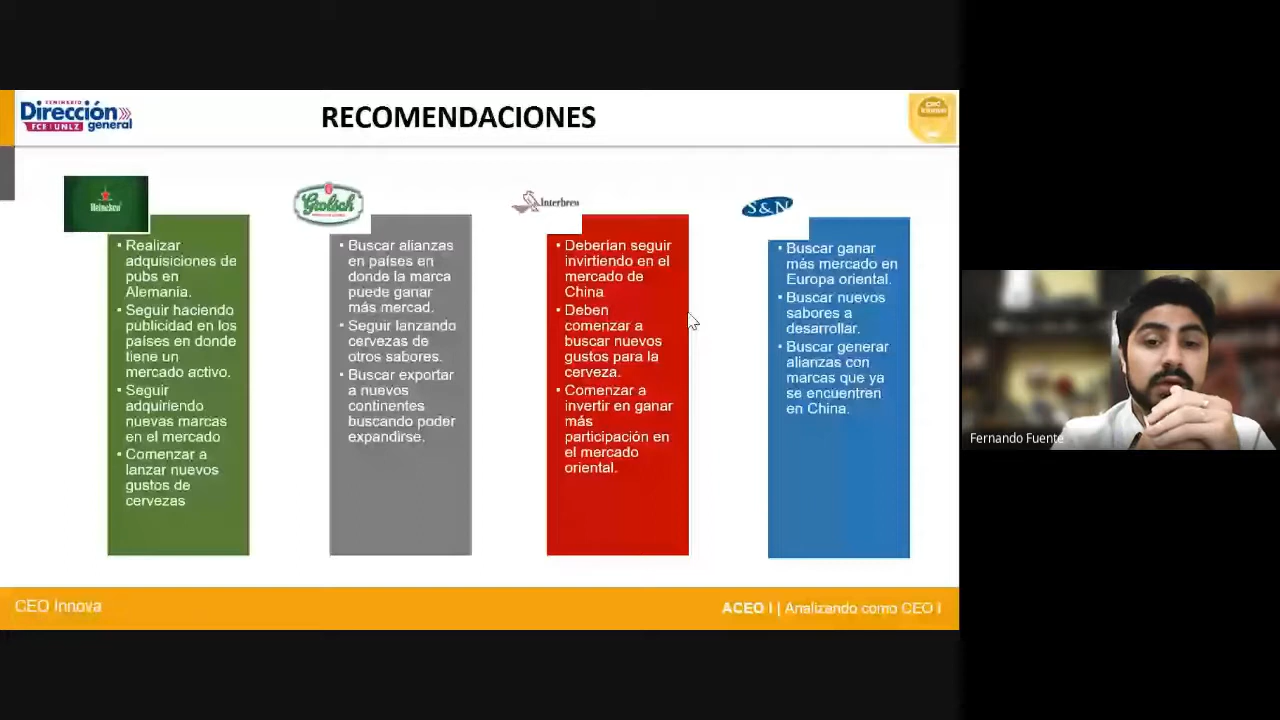 SEMINARIO
Dirección
FCE | UNLZ general
RECOMENDACIONES
CEO
Innova
Heineken
Grolsch
Interbrew
S&N
• Realizar
adquisiciones de
pubs en
Alemania.
• Seguir haciendo
publicidad en los
países en donde
tiene un
mercado activo.
• Seguir
adquiriendo
nuevas marcas
en el mercado
• Comenzar a
lanzar nuevos
gustos de
cervezas
• Buscar alianzas
en países en
donde la marca
puede ganar
más mercad.
• Seguir lanzando
cervezas de
otros sabores.
• Buscar exportar
a nuevos
continentes
buscando poder
expandirse.
• Deberían seguir
invirtiendo en el
mercado de
China
• Deben
comenzar a
buscar nuevos
gustos para la
cerveza.
• Comenzar a
invertir en ganar
más
participación en
el mercado
oriental.
• Buscar ganar
más mercado en
Europa oriental.
• Buscar nuevos
sabores a
desarrollar.
• Buscar generar
alianzas con
marcas que ya
se encuentren
en China.
Fernando Fuente
CEO Innova
ACEO I | Analizando como CEO I